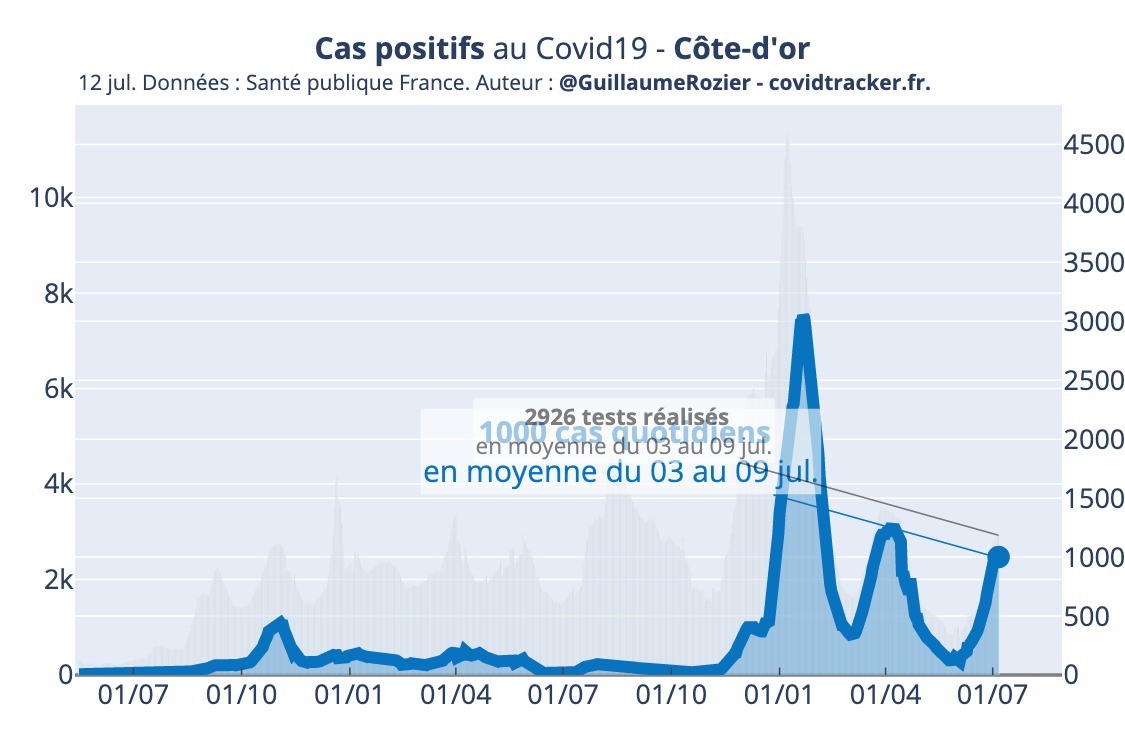 Cas positifs au Covid19 - Côte-d'or
12 jul. Données : Santé publique France. Auteur : @GuillaumeRozier - covidtracker.fr.
4500
10k
4000
3500
8k
3000
6k
2500
2926 tests réalisés
1000 cas quotidiens
2000
en moyenne du 03 au 09 jul.
en moyenne du 03 au 09 jul.
4k
1500
1000
2k
500
0
0
01/07
01/10
01/01
01/04
01/07
01/10
01/01
01/04
01/07